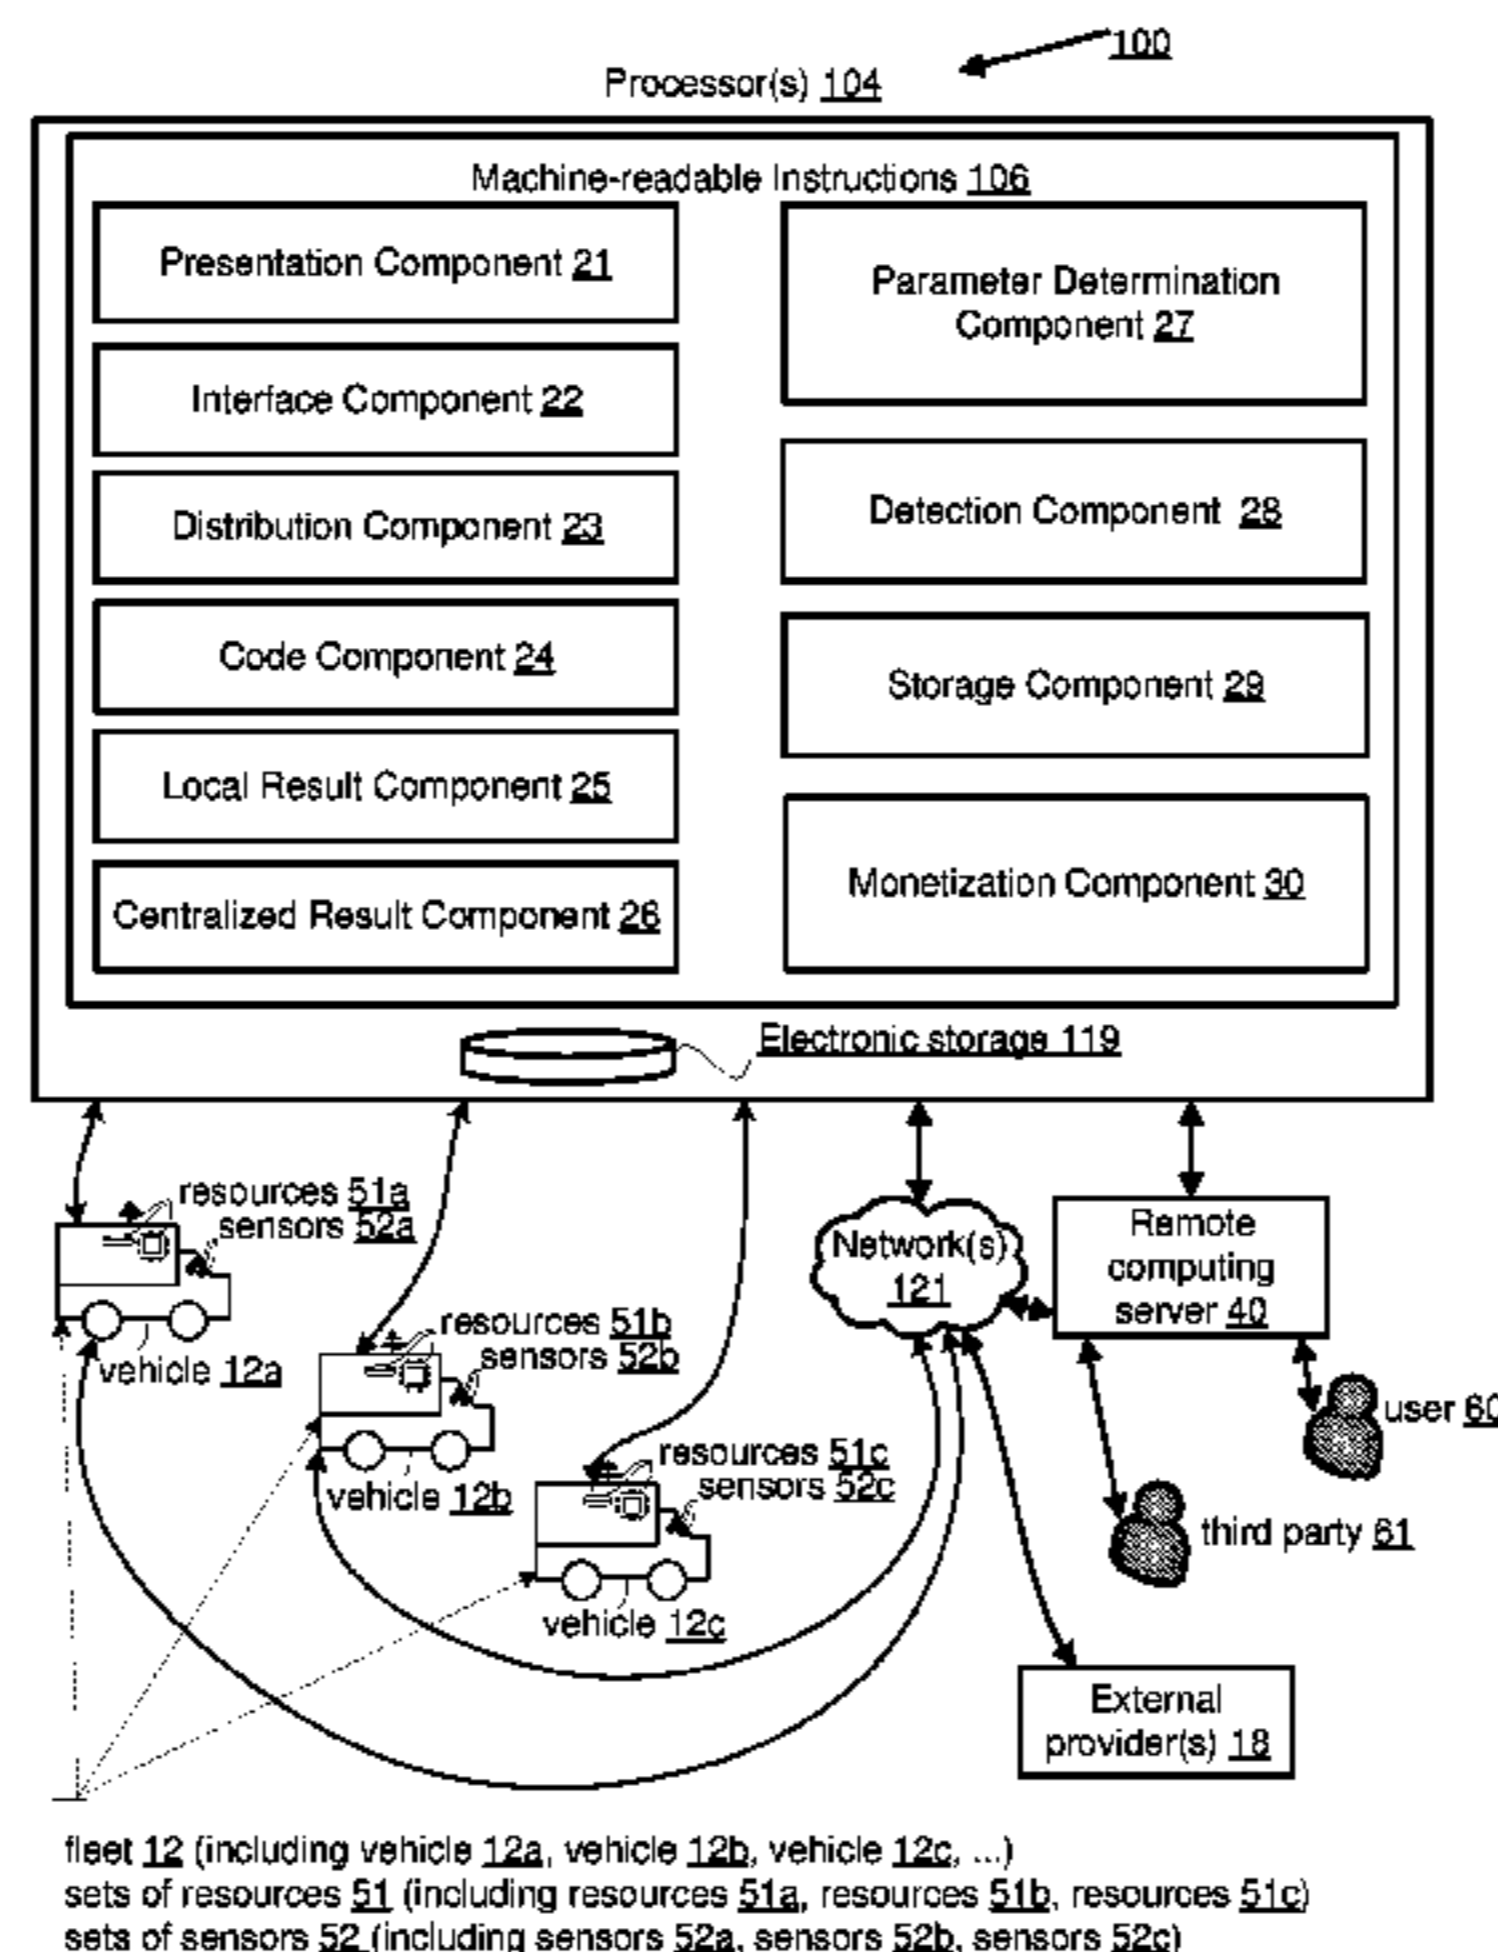 100
Processor(s) 104
Machine-readable Instructions 106
Presentation Component 21
Interface Component 22
Distribution Component 23
Code Component 24
Local Result Component 25
Centralized Result Component 26
Parameter Determination
Component 27
Detection Component 28
Storage Component 29
Monetization Component 30
Electronic storage 119
resources 51a
sensors 52a
vehicle 12a
resources 51b
sensors 52b
vehicle 12b
resources 51c
sensors 52c
vehicle 12c
Network(s)
121
Remote
computing
server 40
user 60
third party 61
External
provider(s) 18
fleet 12 (including vehicle 12a, vehicle 12b, vehicle 12c, ...)
sets of resources 51 (including resources 51a, resources 51b, resources 51c)
sets of sensors 52 (including sensors 52a, sensors 52b, sensors 52c)